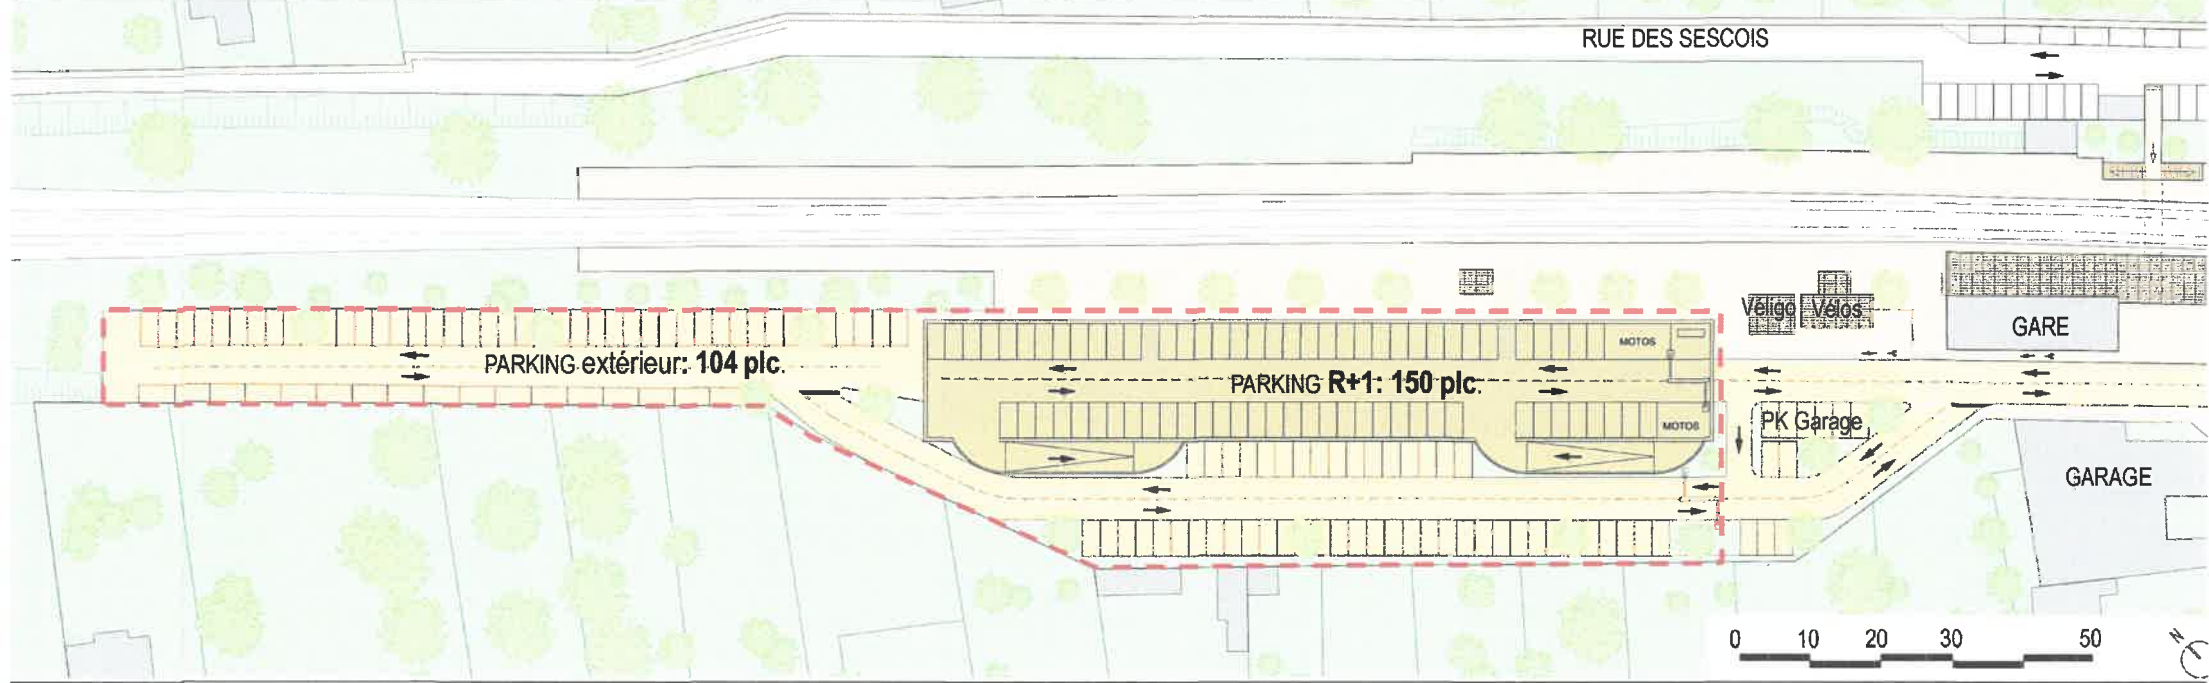 RUE DES SESCOIS
Véligo Vélos
GARE
MOTOS
PARKING extérieur: 104 plc.
PARKING R+1: 150 plc.
MOTOS
PK Garage
GARAGE
0 10 20 30 50
N